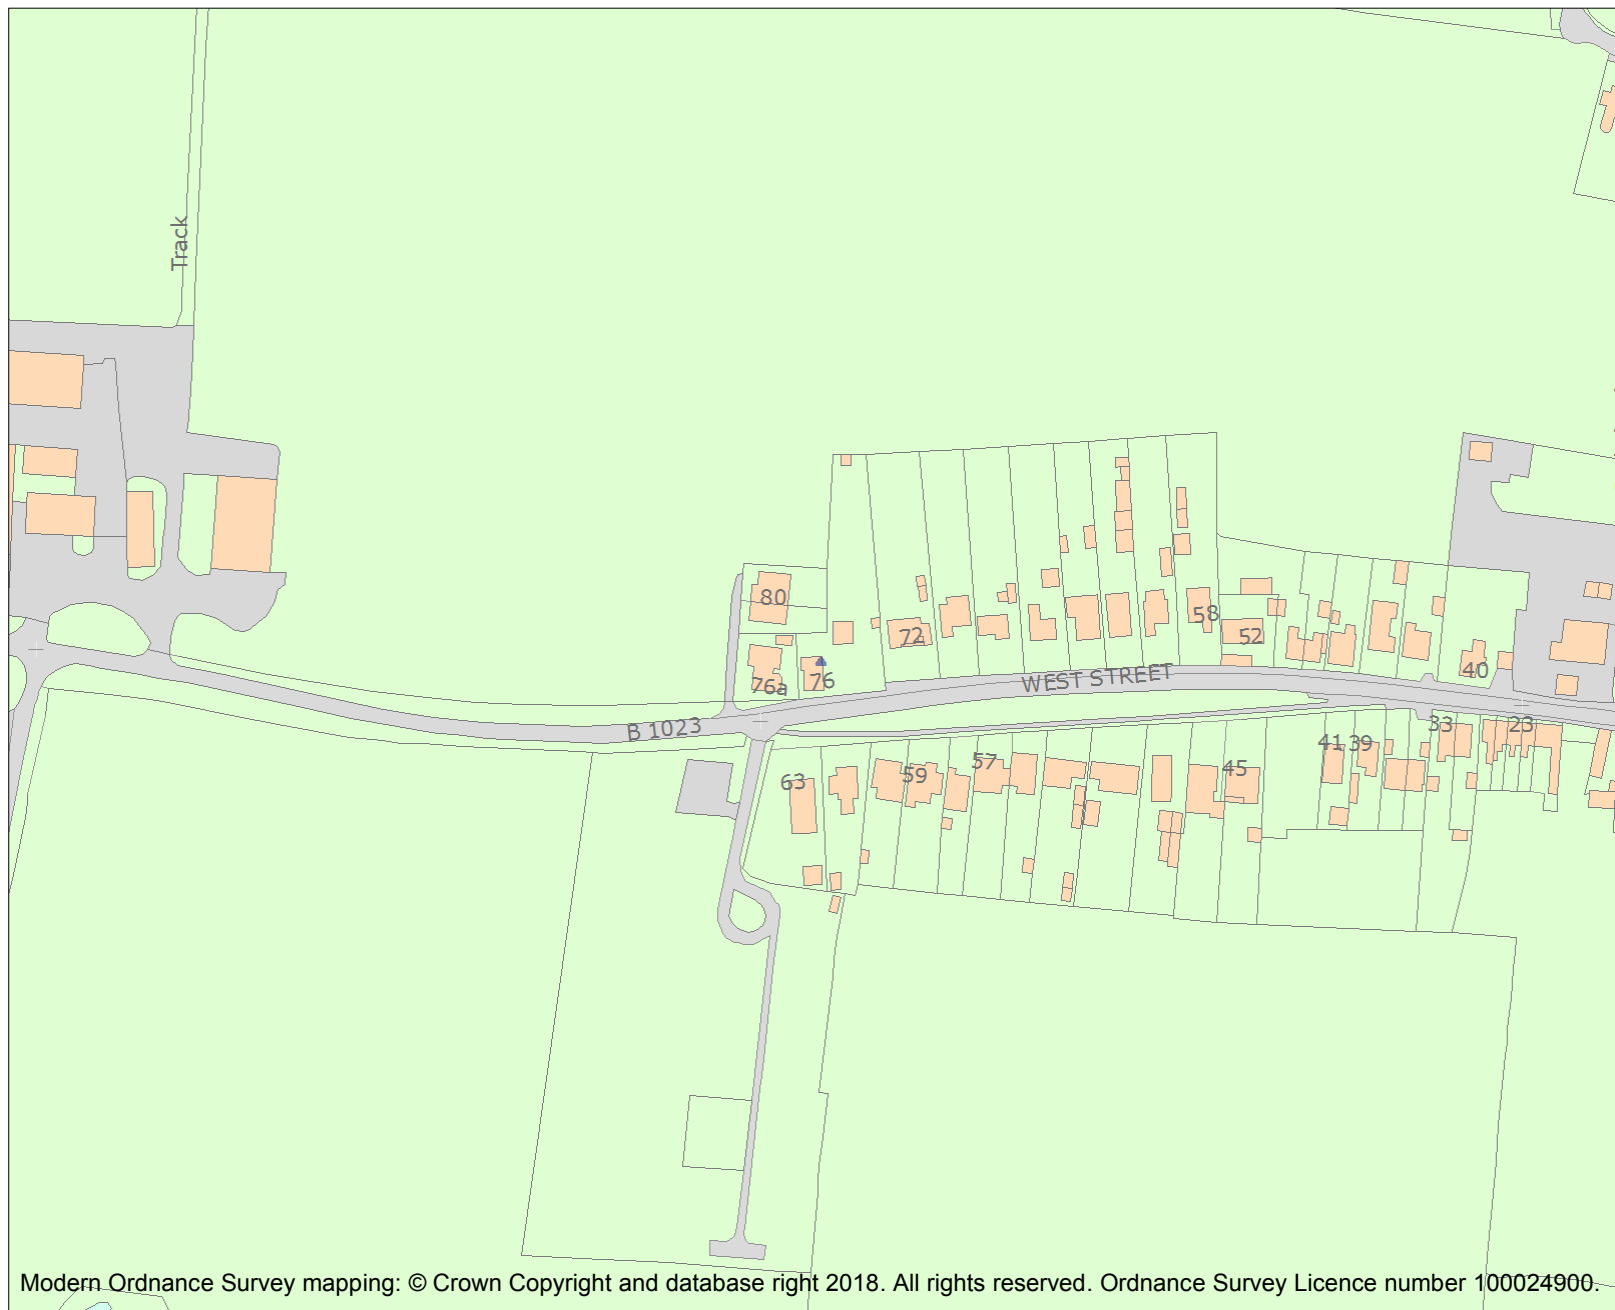 Track
80
58
72
52
40
WEST STREET
76a
76
B 1023
33
23
41
39
57
45
59
63
Modern Ordnance Survey mapping: © Crown Copyright and database right 2018. All rights reserved. Ordnance Survey Licence number 100024900.